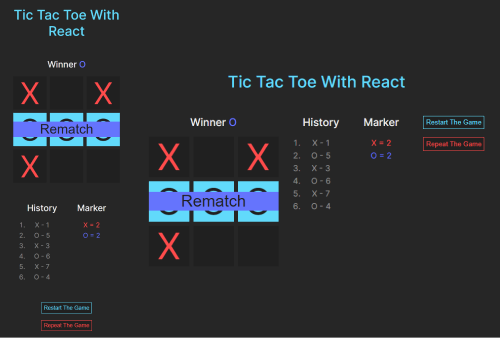 Tic Tac Toe With
React
Winner O
X X
O O O
Rematch
X
History Marker
1. X - 1 X = 2
2. O - 5 O = 2
3. X - 3
4. O - 6
5. X - 7
6. O - 4
Restart The Game
Repeat The Game
Tic Tac Toe With React
Winner O
X X
O O O
Rematch
X
History Marker
1. X - 1 X = 2
2. O - 5 O = 2
3. X - 3
4. O - 6
5. X - 7
6. O - 4
Restart The Game
Repeat The Game